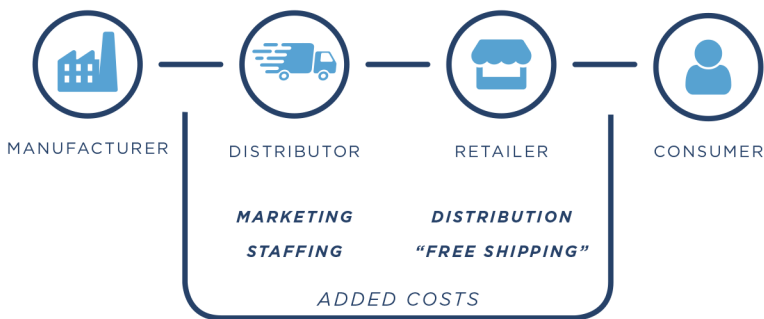 MANUFACTURER DISTRIBUTOR RETAILER CONSUMER
MARKETING DISTRIBUTION
STAFFING “FREE SHIPPING”
ADDED COSTS